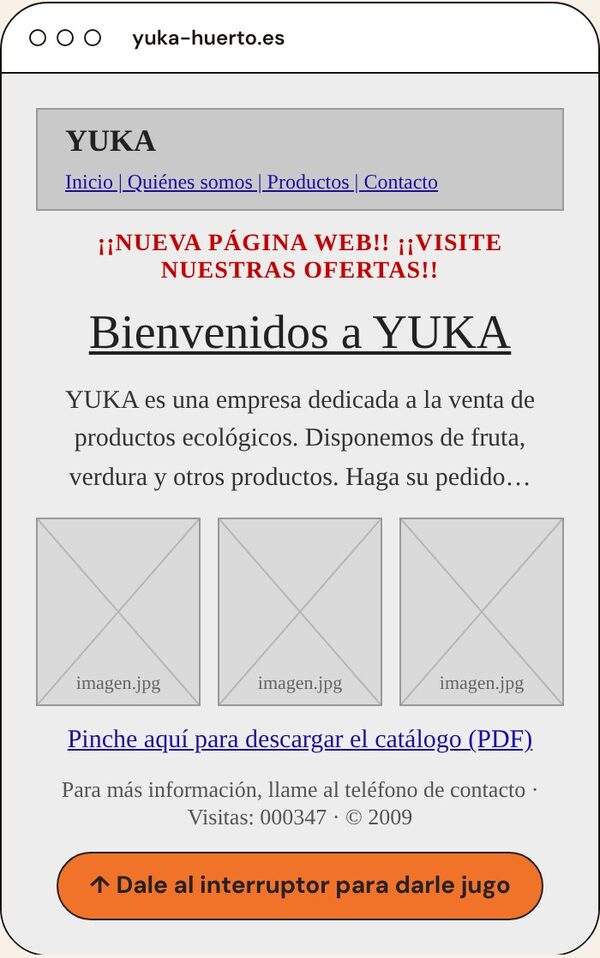 yuka-huerto.es
YUKA
Inicio | Quiénes somos | Productos | Contacto
¡¡NUEVA PÁGINA WEB!! ¡¡VISITE
NUESTRAS OFERTAS!!
Bienvenidos a YUKA
YUKA es una empresa dedicada a la venta de
productos ecológicos. Disponemos de fruta,
verdura y otros productos. Haga su pedido…
imagen.jpg imagen.jpg imagen.jpg
Pinche aquí para descargar el catálogo (PDF)
Para más información, llame al teléfono de contacto ·
Visitas: 000347 · © 2009
↑ Dale al interruptor para darle jugo